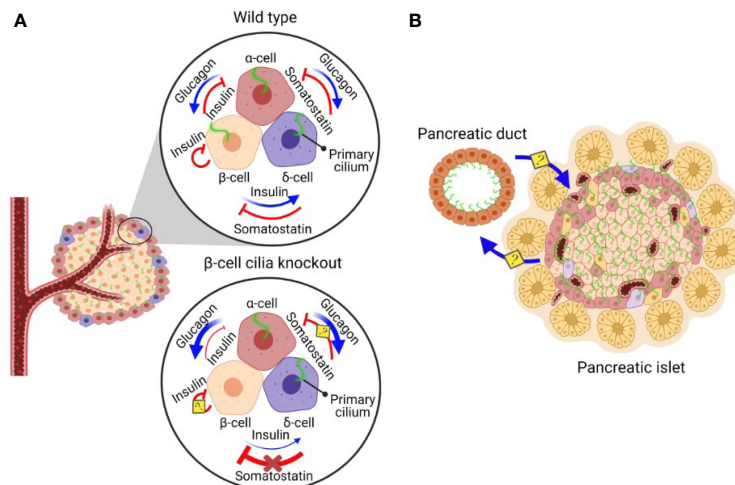 A
Wild type
α-cell
Glucagon
Insulin
Somatostatin
Glucagon
Insulin
β-cell
δ-cell
Primary
cilium
Insulin
Somatostatin
β-cell cilia knockout
α-cell
Glucagon
Insulin
Somatostatin
Glucagon
?
Insulin
?
β-cell
δ-cell
Primary
cilium
Insulin
Somatostatin
B
Pancreatic duct
?
?
Pancreatic islet